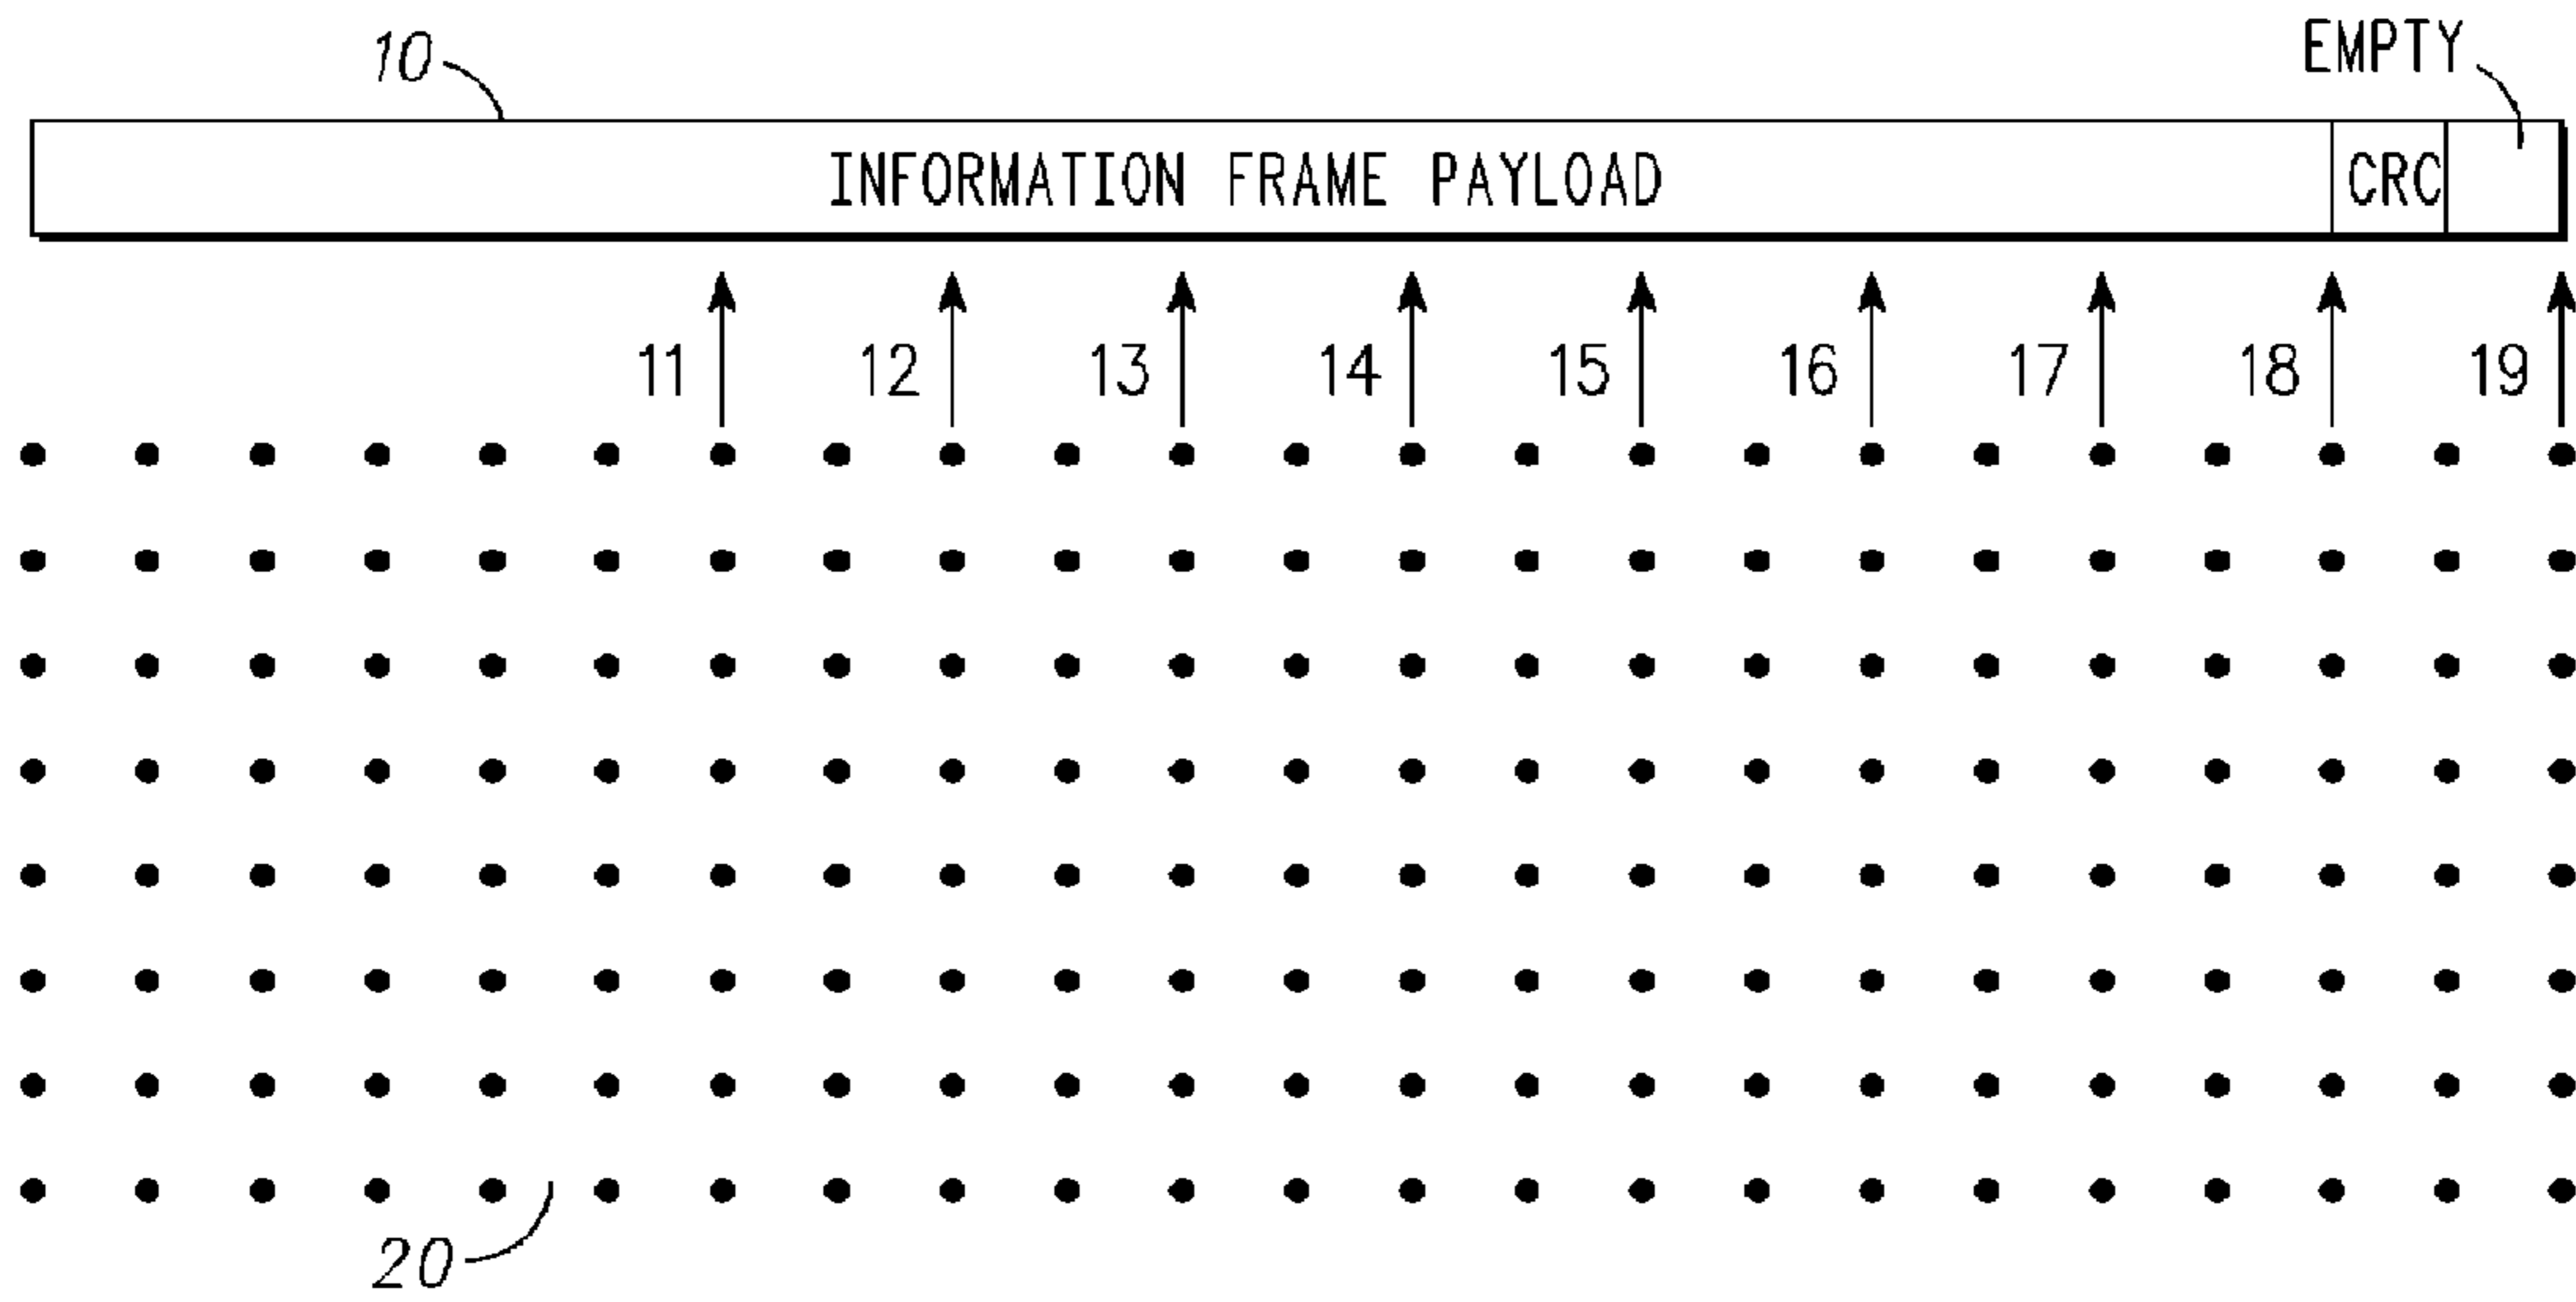 10
EMPTY
INFORMATION FRAME PAYLOAD CRC
11 12 13 14 15 16 17 18 19
20